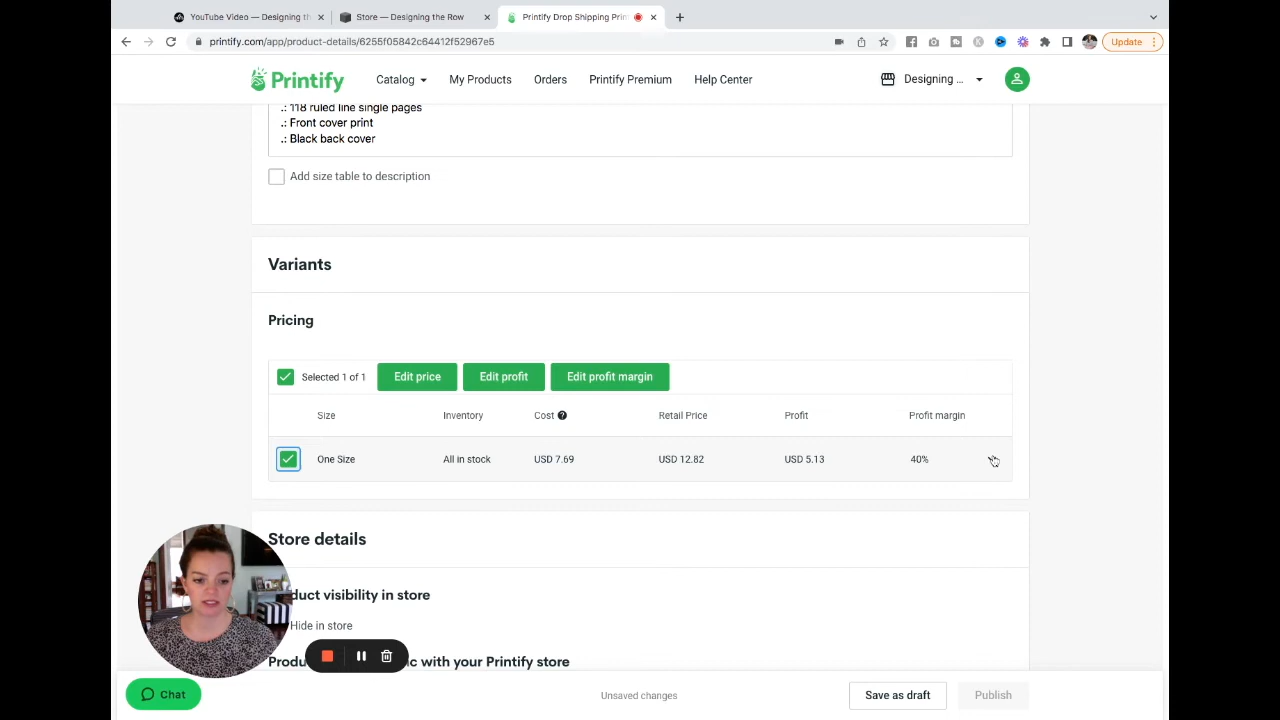 YouTube Video — Designing th
Store — Designing the Row
Printify Drop Shipping Prin
printify.com/app/product-details/6255f05842c64412f52367e5
Update
Printify
Catalog
My Products
Orders
Printify Premium
Help Center
Designing ...
.: 118 ruled line single pages
.: Front cover print
.: Black back cover
Add size table to description
Variants
Pricing
Selected 1 of 1
Edit price
Edit profit
Edit profit margin
Size
Inventory
Cost
Retail Price
Profit
Profit margin
One Size
All in stock
USD 7.69
USD 12.82
USD 5.13
40%
Store details
duct visibility in store
Hide in store
Produ
c with your Printify store
Chat
Unsaved changes
Save as draft
Publish